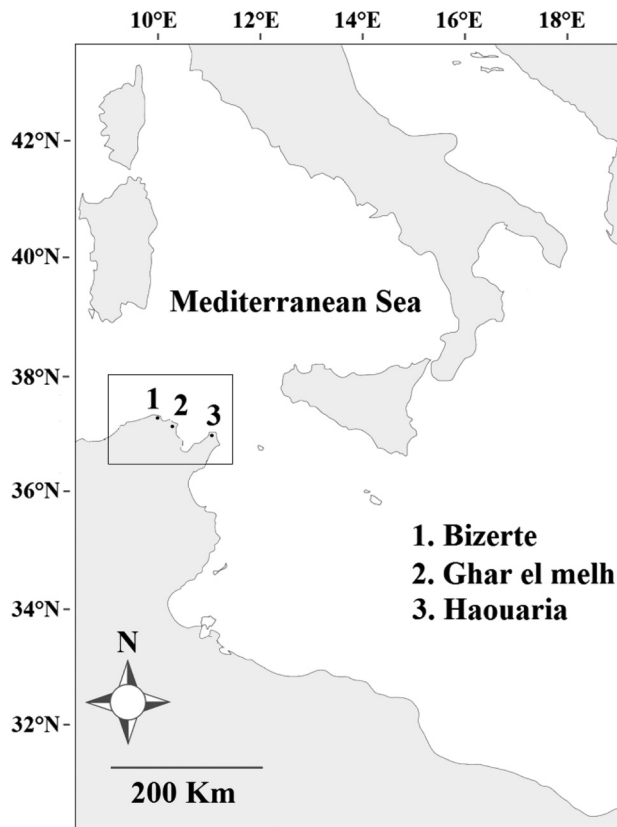 10°E 12°E 14°E 16°E 18°E
42°N
40°N
Mediterranean Sea
38°N
1 2 3
36°N
1. Bizerte
2. Ghar el melh
3. Haouaria
34°N
N
32°N
200 Km